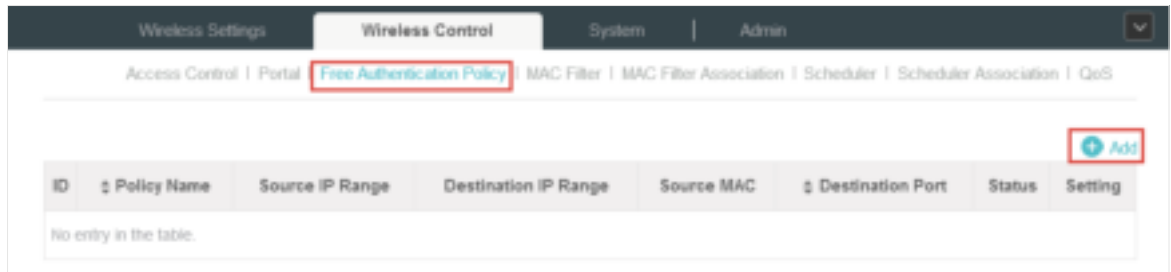 Wireless Settings Wireless Control System | Admin
Access Control | Portal | Free Authentication Policy | MAC Filter | MAC Filter Association | Scheduler | Scheduler Association | QoS
Add
ID Policy Name Source IP Range Destination IP Range Source MAC Destination Port Status Setting
No entry in the table.